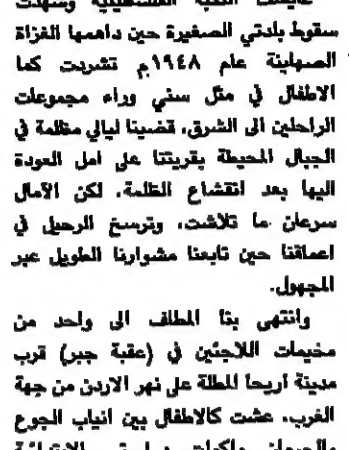 سقوط بلدتي الصغيرة حين داهمها الغزاة
الصهاينة عام ١٩٤٨م تشردت كما
الاطفال في مثل سني وراء مجموعات
الراحلين الى الشرق، قضينا ليالي مظلمة في
الجبال المحيطة بقريتنا على امل العودة
اليها بعد انقشاع الظلمة. لكن الآمال
سرعان ما تلاشت، وترسخ الرحيل في
اعماقنا حين تابعنا مشوارنا الطويل عبر
المجهول.
وانتهى بنا المطاف الى واحد من
مخيمات اللاجئين في (عقبة جبر) قرب
مدينة أريحا المطلة على نهر الاردن من جهة
الغرب، عشت كالاطفال بين انياب الجوع